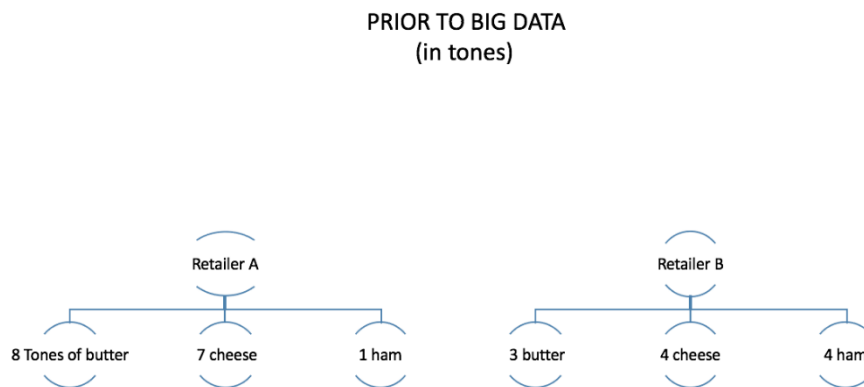 PRIOR TO BIG DATA
(in tones)
Retailer A
Retailer B
8 Tones of butter
7 cheese
1 ham
3 butter
4 cheese
4 ham